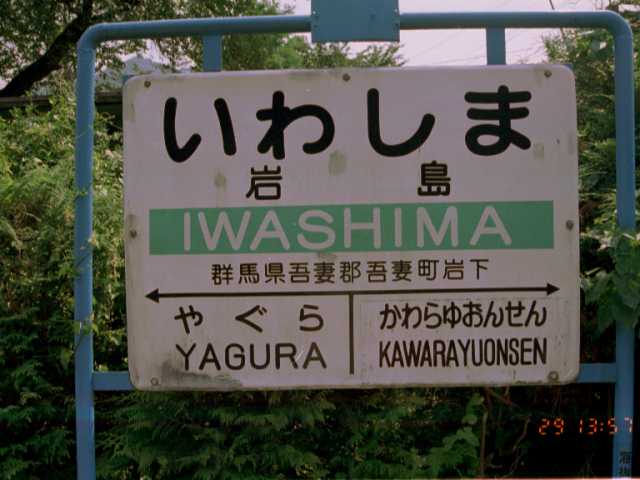 いわしま
岩島
IWASHIMA
群馬県吾妻郡吾妻町岩下
やぐら かわらゆおんせん
YAGURA KAWARAYUONSEN
29 13:57